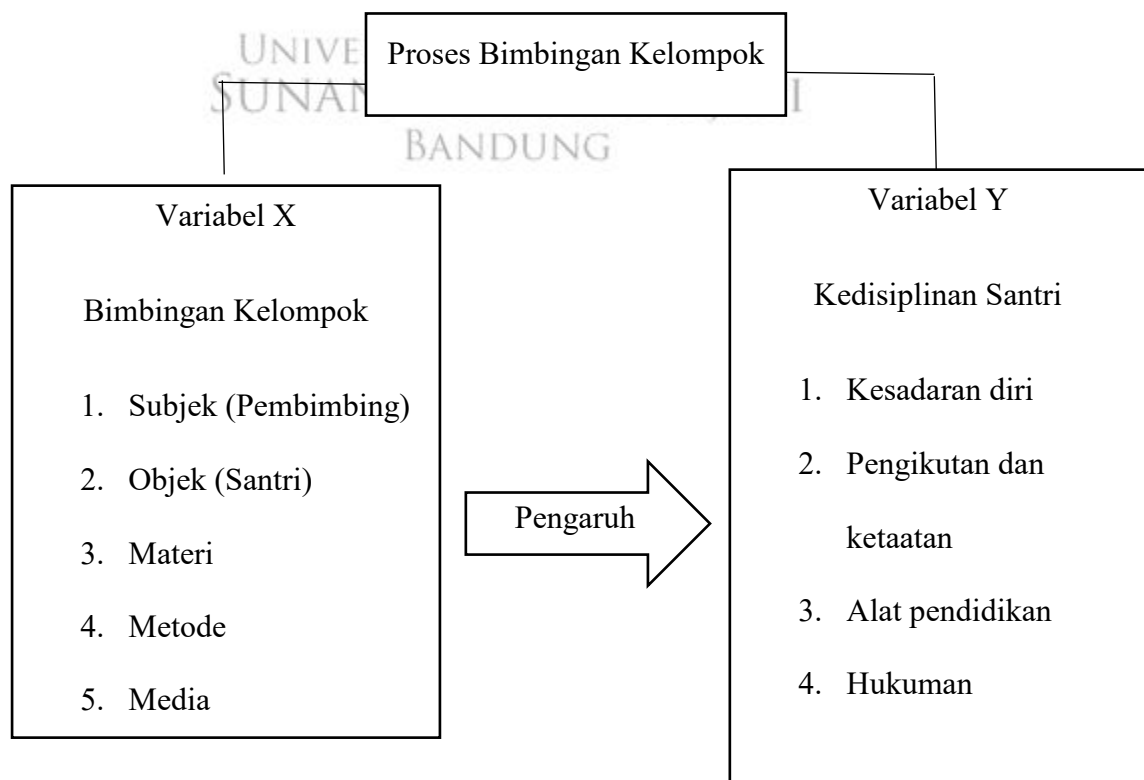 Proses Bimbingan Kelompok
UNIVE
SUNAN I
BANDUNG
Variabel X
Bimbingan Kelompok
1. Subjek (Pembimbing)
2. Objek (Santri)
3. Materi
4. Metode
5. Media
Pengaruh
Variabel Y
Kedisiplinan Santri
1. Kesadaran diri
2. Pengikutan dan
ketaatan
3. Alat pendidikan
4. Hukuman